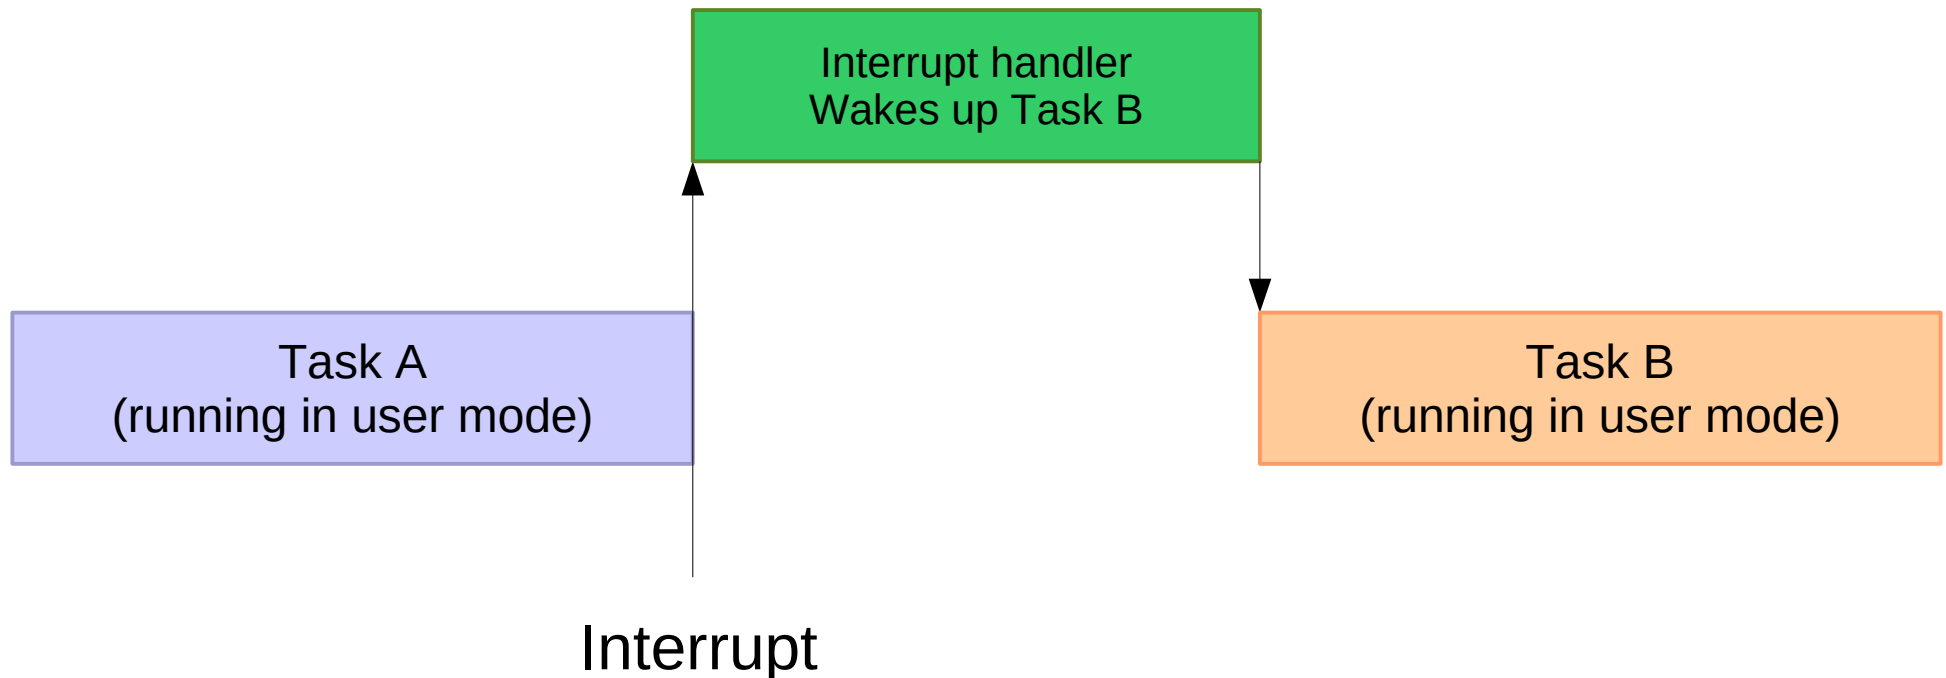 Interrupt handler
Wakes up Task B
Task A
(running in user mode)
Task B
(running in user mode)
Interrupt